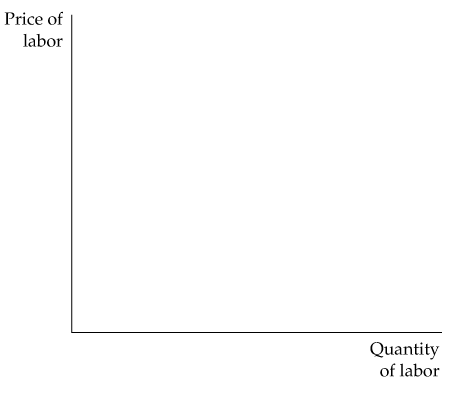 Price of
labor
Quantity
of labor